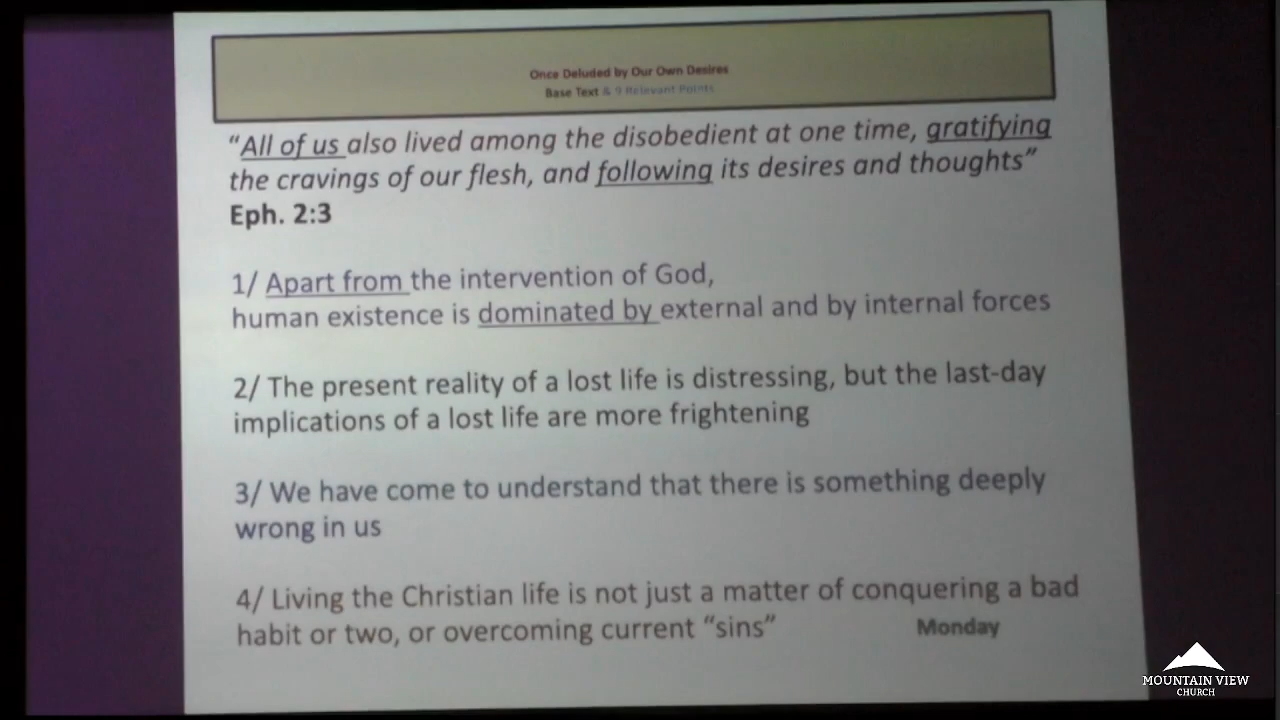 Once Deluded by Our Own Desires
Base Text & 9 Relevant Points
“All of us also lived among the disobedient at one time, gratifying
the cravings of our flesh, and following its desires and thoughts”
Eph. 2:3
1/ Apart from the intervention of God,
human existence is dominated by external and by internal forces
2/ The present reality of a lost life is distressing, but the last-day
implications of a lost life are more frightening
3/ We have come to understand that there is something deeply
wrong in us
4/ Living the Christian life is not just a matter of conquering a bad
habit or two, or overcoming current “sins” Monday
MOUNTAIN VIEW
CHURCH